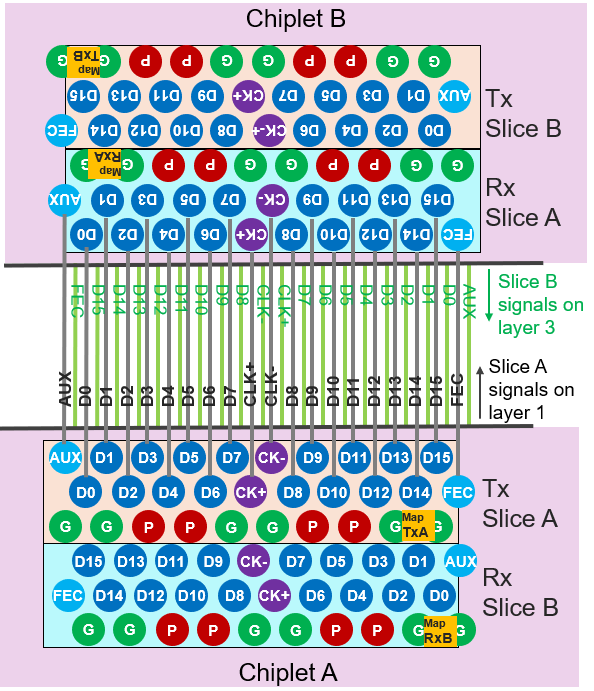 Chiplet B
G
Map
TxB
G P P G G P P G G
D15 D13 D11 D9 CK+ D7 D5 D3 D1 AUX
FEC D14 D12 D10 D8 CK-+ D6 D4 D2 D0
Tx
Slice B
G
Map
RxA
G P P G G P P G G
AUX D1 D3 D5 D7 CK- D9 D11 D13 D15
D0 D2 D4 D6 CK+ D8 D10 D12 D14 FEC
Rx
Slice A
FEC
D15
D14
D13
D12
D11
D10
D9
D8
CLK-
CLK+
D7
D6
D5
D4
D3
D2
D1
D0
AUX
Slice B
signals on
layer 3
AUX
D0
D1
D2
D3
D4
D5
D6
D7
CLK+
CLK-
D8
D9
D10
D11
D12
D13
D14
D15
FEC
Slice A
signals on
layer 1
AUX D1 D3 D5 D7 CK- D9 D11 D13 D15
D0 D2 D4 D6 CK+ D8 D10 D12 D14 FEC
G G P P G G P P G
Map
TxA
G
Tx
Slice A
D15 D13 D11 D9 CK- D7 D5 D3 D1 AUX
FEC D14 D12 D10 D8 CK+ D6 D4 D2 D0
G G P P G G P P G
Map
RxB
G
Rx
Slice B
Chiplet A